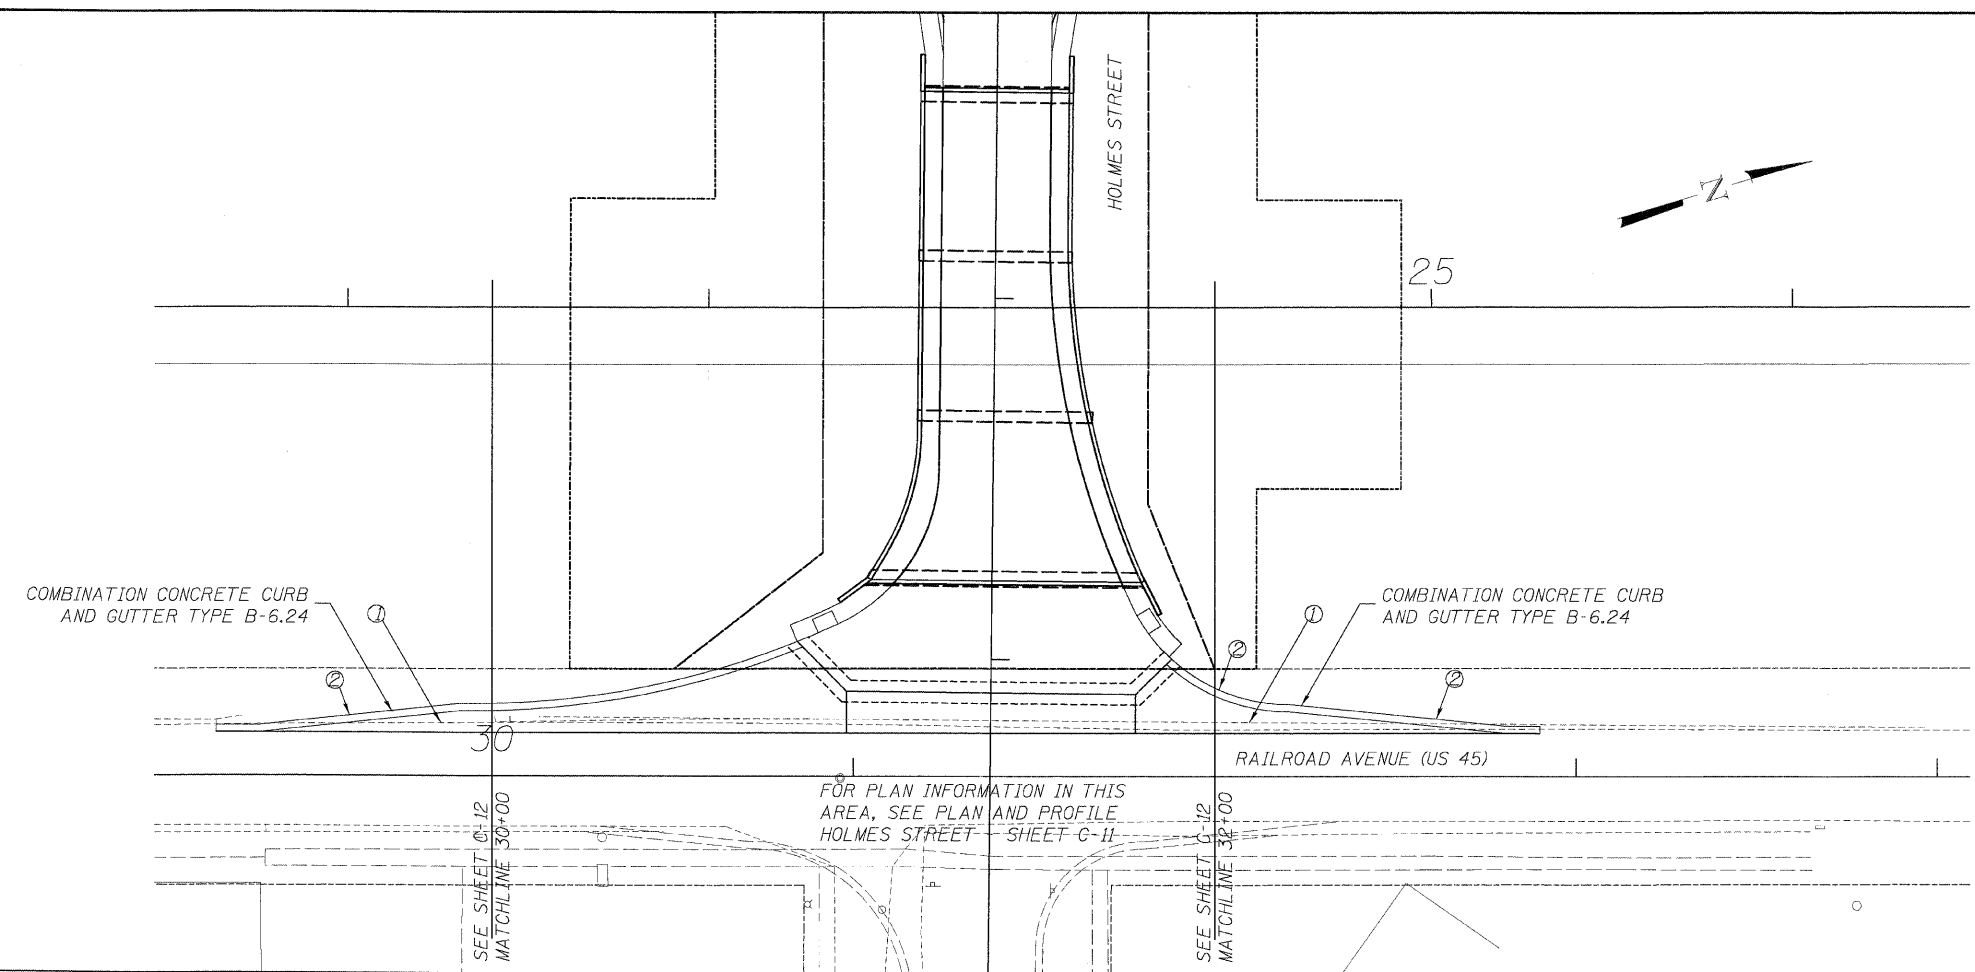 HOLMES STREET
N
25
COMBINATION CONCRETE CURB
AND GUTTER TYPE B-6.24
1
2
COMBINATION CONCRETE CURB
AND GUTTER TYPE B-6.24
1
2
2
30
RAILROAD AVENUE (US 45)
FOR PLAN INFORMATION IN THIS
AREA, SEE PLAN AND PROFILE
HOLMES STREET - SHEET C-11
SEE SHEET C-12
MATCHLINE 30+00
SEE SHEET C-12
MATCHLINE 32+00